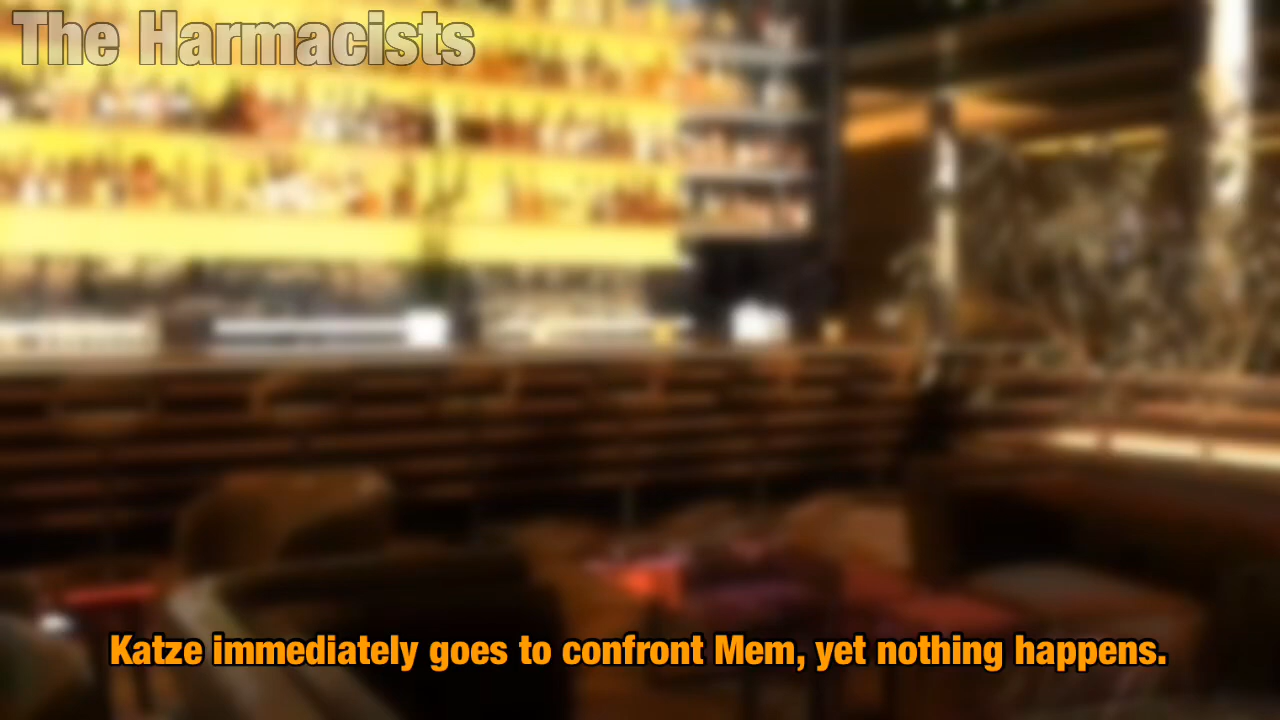 The Harmacists
Katze immediately goes to confront Mem, yet nothing happens.